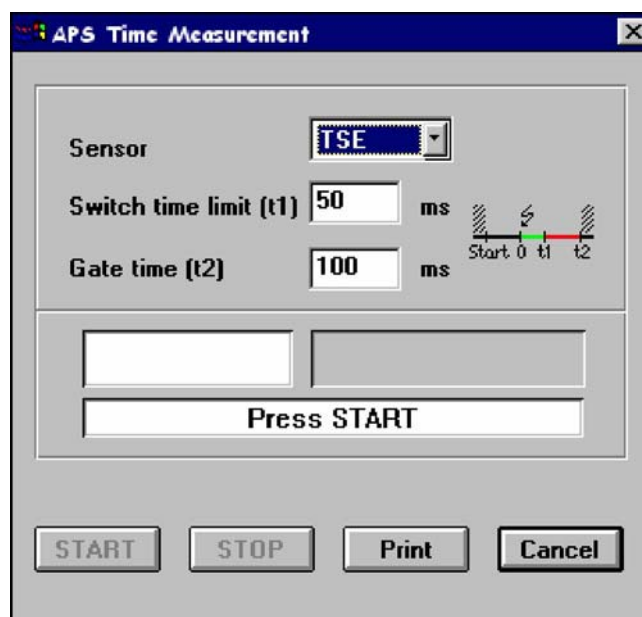 APS Time Measurement
Sensor TSE
Switch time limit (t1) 50 ms
Gate time (t2) 100 ms
Start 0 t1 t2
Press START
START STOP Print Cancel